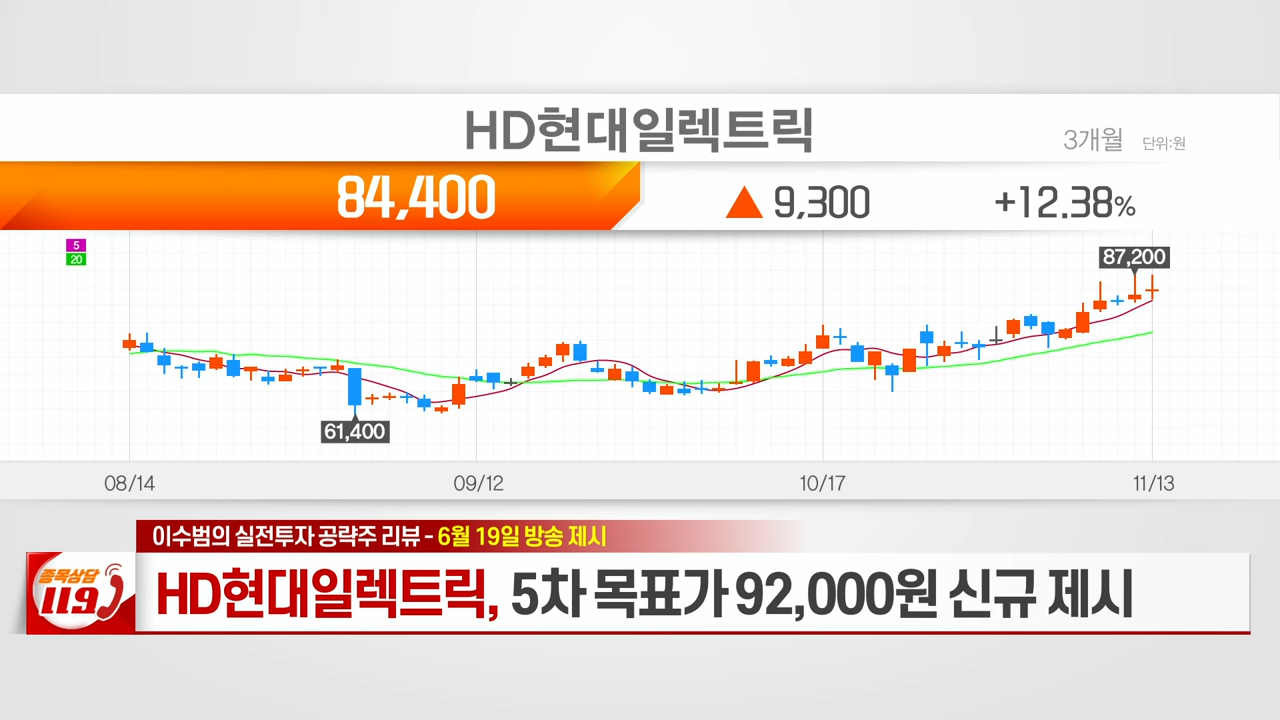 HD현대일렉트릭
3개월 단위:원
84,400 ▲ 9,300 +12.38%
5
20
87,200
61,400
08/14 09/12 10/17 11/13
이수범의 실전투자 공략주 리뷰 - 6월 19일 방송 제시
종목상담
119
HD현대일렉트릭, 5차 목표가 92,000원 신규 제시